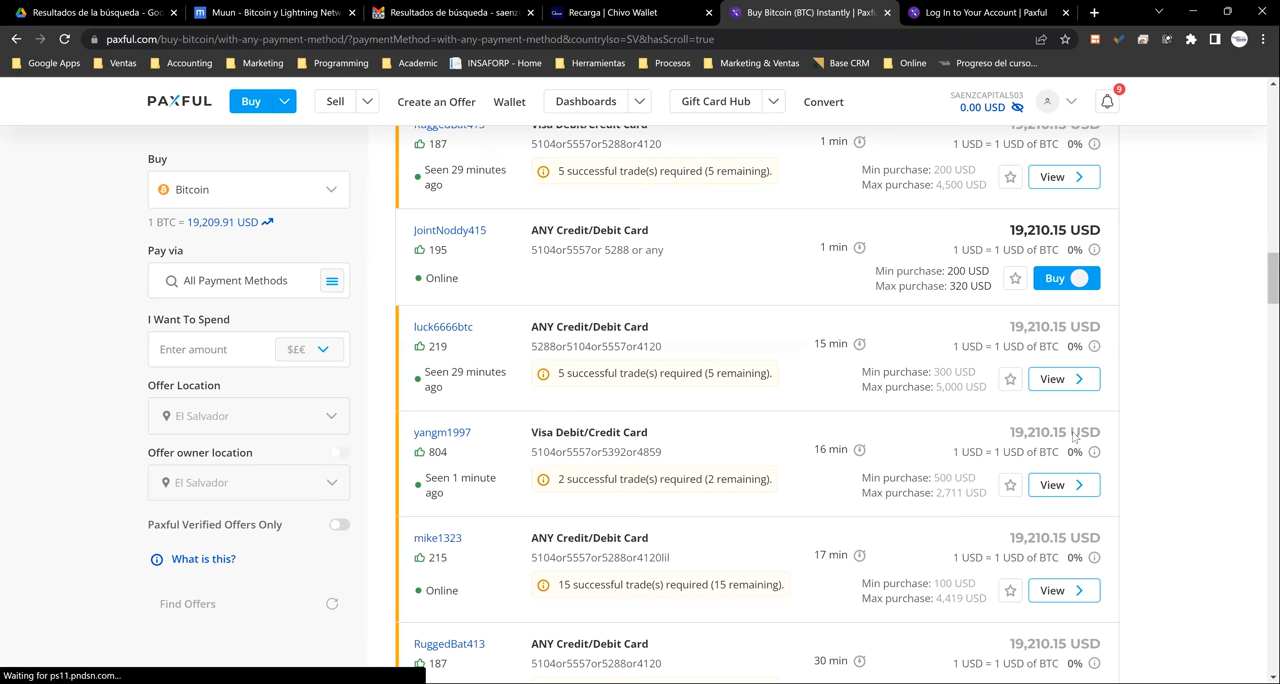 Resultados de la búsqueda - Goo
Muun - Bitcoin y Lightning Netw
Resultados de búsqueda - saenz
Recarga | Chivo Wallet
Buy Bitcoin (BTC) Instantly | Paxfu
Log In to Your Account | Paxful
paxful.com/buy-bitcoin/with-any-payment-method/?paymentMethod=with-any-payment-method&countryIso=SV&hasScroll=true
Google Apps
Ventas
Accounting
Marketing
Programming
Academic
INSAFORP - Home
Herramientas
Procesos
Marketing & Ventas
Base CRM
Online
Progreso del curso...
PAXFUL
Buy
Sell
Create an Offer
Wallet
Dashboards
Gift Card Hub
Convert
SAENZCAPITAL503
0.00 USD
9
Buy
Bitcoin
1 BTC = 19,209.91 USD
Pay via
All Payment Methods
I Want To Spend
Enter amount
$£€
Offer Location
El Salvador
Offer owner location
El Salvador
Paxful Verified Offers Only
What is this?
Find Offers
RuggedBat413
Visa Debit/Credit Card
19,210.15 USD
187
5104or5557or5288or4120
1 min
1 USD = 1 USD of BTC 0%
Seen 29 minutes
ago
5 successful trade(s) required (5 remaining).
Min purchase: 200 USD
Max purchase: 4,500 USD
View
JointNoddy415
ANY Credit/Debit Card
19,210.15 USD
195
5104or5557or 5288 or any
1 min
1 USD = 1 USD of BTC 0%
Online
Min purchase: 200 USD
Max purchase: 320 USD
Buy
luck6666btc
ANY Credit/Debit Card
19,210.15 USD
219
5288or5104or5557or4120
15 min
1 USD = 1 USD of BTC 0%
Seen 29 minutes
ago
5 successful trade(s) required (5 remaining).
Min purchase: 300 USD
Max purchase: 5,000 USD
View
yangm1997
Visa Debit/Credit Card
19,210.15 USD
804
5104or5557or5392or4859
16 min
1 USD = 1 USD of BTC 0%
Seen 1 minute
ago
2 successful trade(s) required (2 remaining).
Min purchase: 500 USD
Max purchase: 2,711 USD
View
mike1323
ANY Credit/Debit Card
19,210.15 USD
215
5104or5557or5288or4120lil
17 min
1 USD = 1 USD of BTC 0%
Online
15 successful trade(s) required (15 remaining).
Min purchase: 100 USD
Max purchase: 4,419 USD
View
RuggedBat413
ANY Credit/Debit Card
19,210.15 USD
187
5104or5557or5288or4120
30 min
1 USD = 1 USD of BTC 0%
Waiting for ps11.pndsn.com...